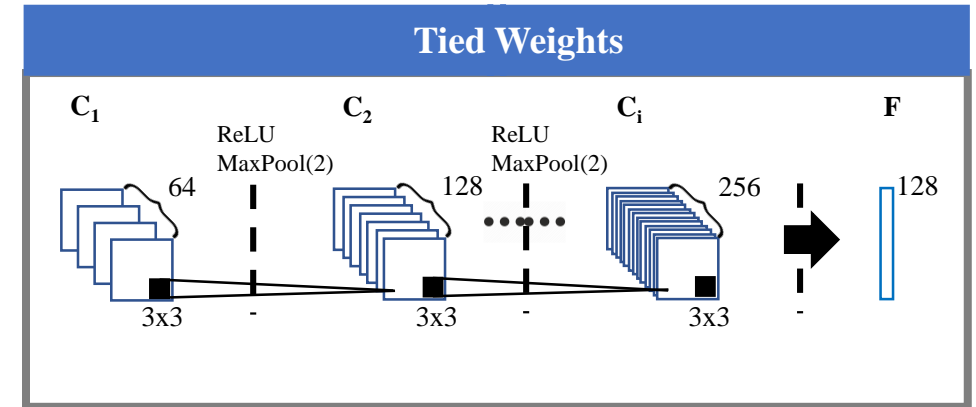 Tied Weights
C1
C2
Ci
F
ReLU
MaxPool(2)
ReLU
MaxPool(2)
64
128
256
128
3x3
-
3x3
-
3x3
-